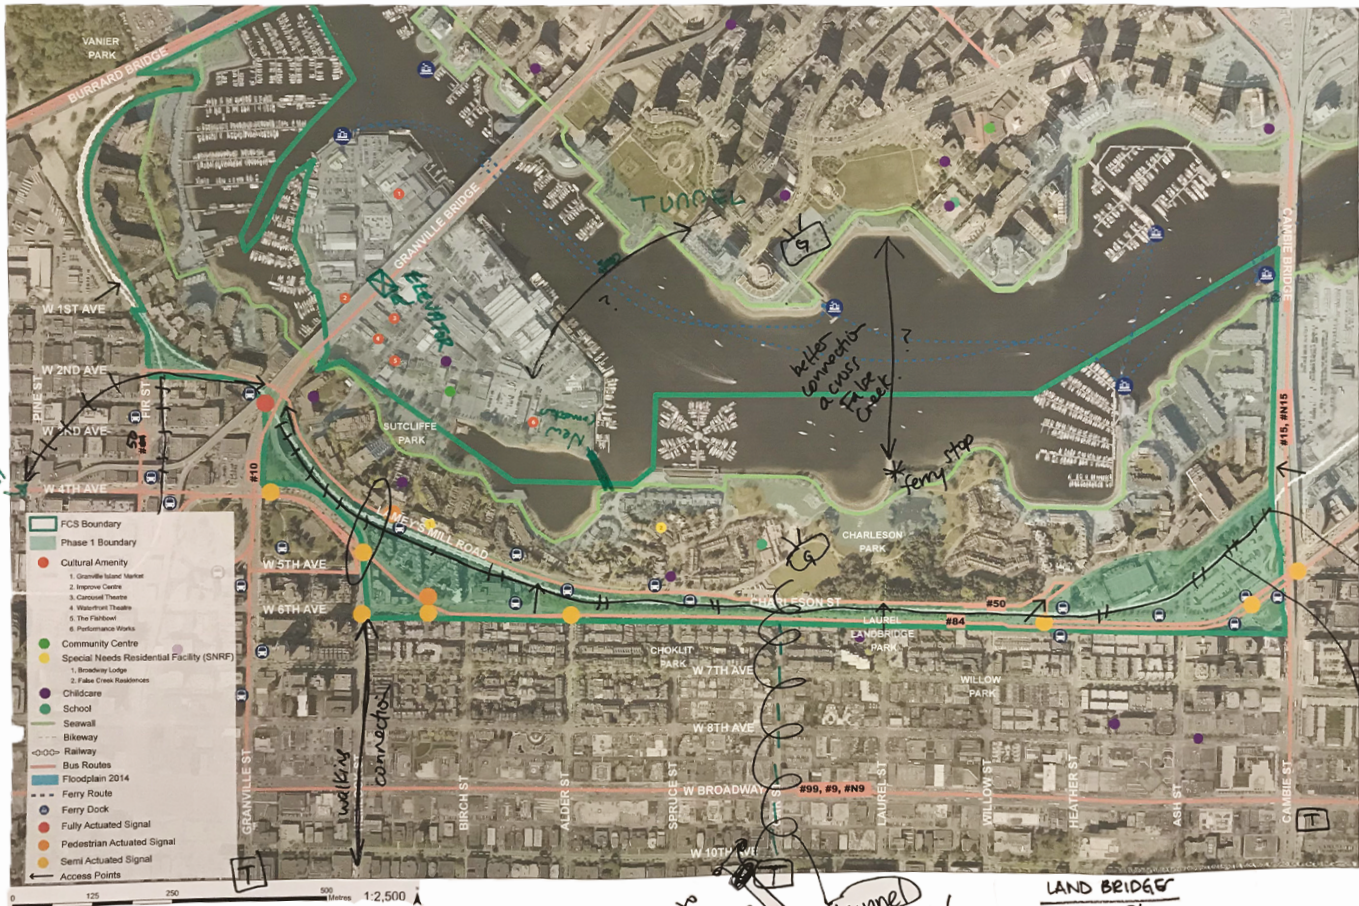 VANIER
PARK
BURRARD BRIDGE
GRANVILLE BRIDGE
CAMBIE BRIDGE
TUNNEL
?
G
ELEVATOR
better
connection
across
False
Creek.
?
ferry stop
New
connection
W 1ST AVE
W 2ND AVE
PINE ST
FIR ST
W 3RD AVE
50
W 4TH AVE
#10
#15, #N15
SUTCLIFFE
PARK
LAMEY'S MILL ROAD
CHARLESON
PARK
G
W 5TH AVE
W 6TH AVE
CHARLESON ST
#50
#84
LAUREL
LANDBRIDGE
PARK
CHOKLIT
PARK
W 7TH AVE
WILLOW
PARK
W 8TH AVE
walking
connection
W BROADWAY
#99, #9, #N9
GRANVILLE ST
BIRCH ST
ALDER ST
SPRUCE ST
LAUREL ST
WILLOW ST
HEATHER ST
ASH ST
CAMBIE ST
W 10TH AVE
T
T
T
FCS Boundary
Phase 1 Boundary
Cultural Amenity
1. Granville Island Market
2. Improve Centre
3. Carousel Theatre
4. Waterfront Theatre
5. The Fishbowl
6. Performance Works
Community Centre
Special Needs Residential Facility (SNRF)
1. Broadway Lodge
2. False Creek Residences
Childcare
School
Seawall
Bikeway
Railway
Bus Routes
Floodplain 2014
Ferry Route
Ferry Dock
Fully Actuated Signal
Pedestrian Actuated Signal
Semi Actuated Signal
Access Points
0 125 250 500
Metres 1:2,500
LAND BRIDGES